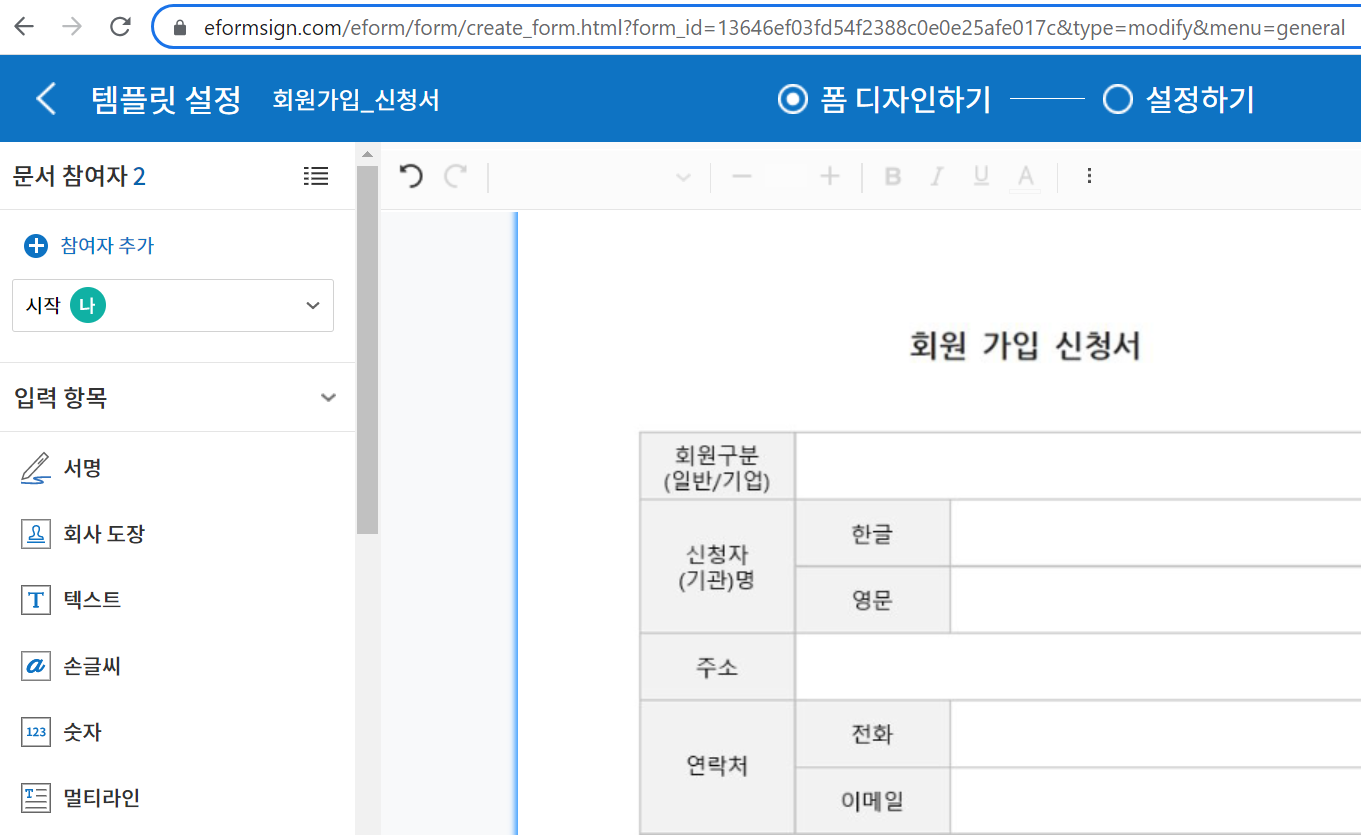 eformsign.com/eform/form/create_form.html?form_id=13646ef03fd54f2388c0e0e25afe017c&type=modify&menu=general
템플릿 설정 회원가입_신청서 폼 디자인하기 설정하기
문서 참여자 2
B I U A
참여자 추가
시작 나
입력 항목
서명
회사 도장
T 텍스트
a 손글씨
123 숫자
T 멀티라인
회원 가입 신청서
회원구분
(일반/기업)
신청자
(기관)명
한글
영문
주소
연락처
전화
이메일